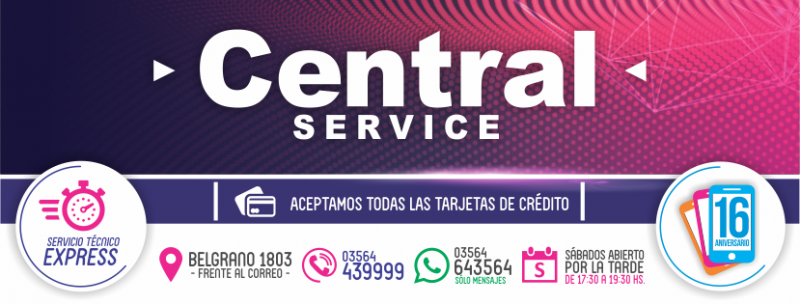 Central
SERVICE
ACEPTAMOS TODAS LAS TARJETAS DE CRÉDITO
SERVICIO TÉCNICO
EXPRESS
BELGRANO 1803
- FRENTE AL CORREO -
03564
439999
03564
643564
SOLO MENSAJES
S
SÁBADOS ABIERTO
POR LA TARDE
DE 17:30 A 19:30 HS.
16
ANIVERSARIO